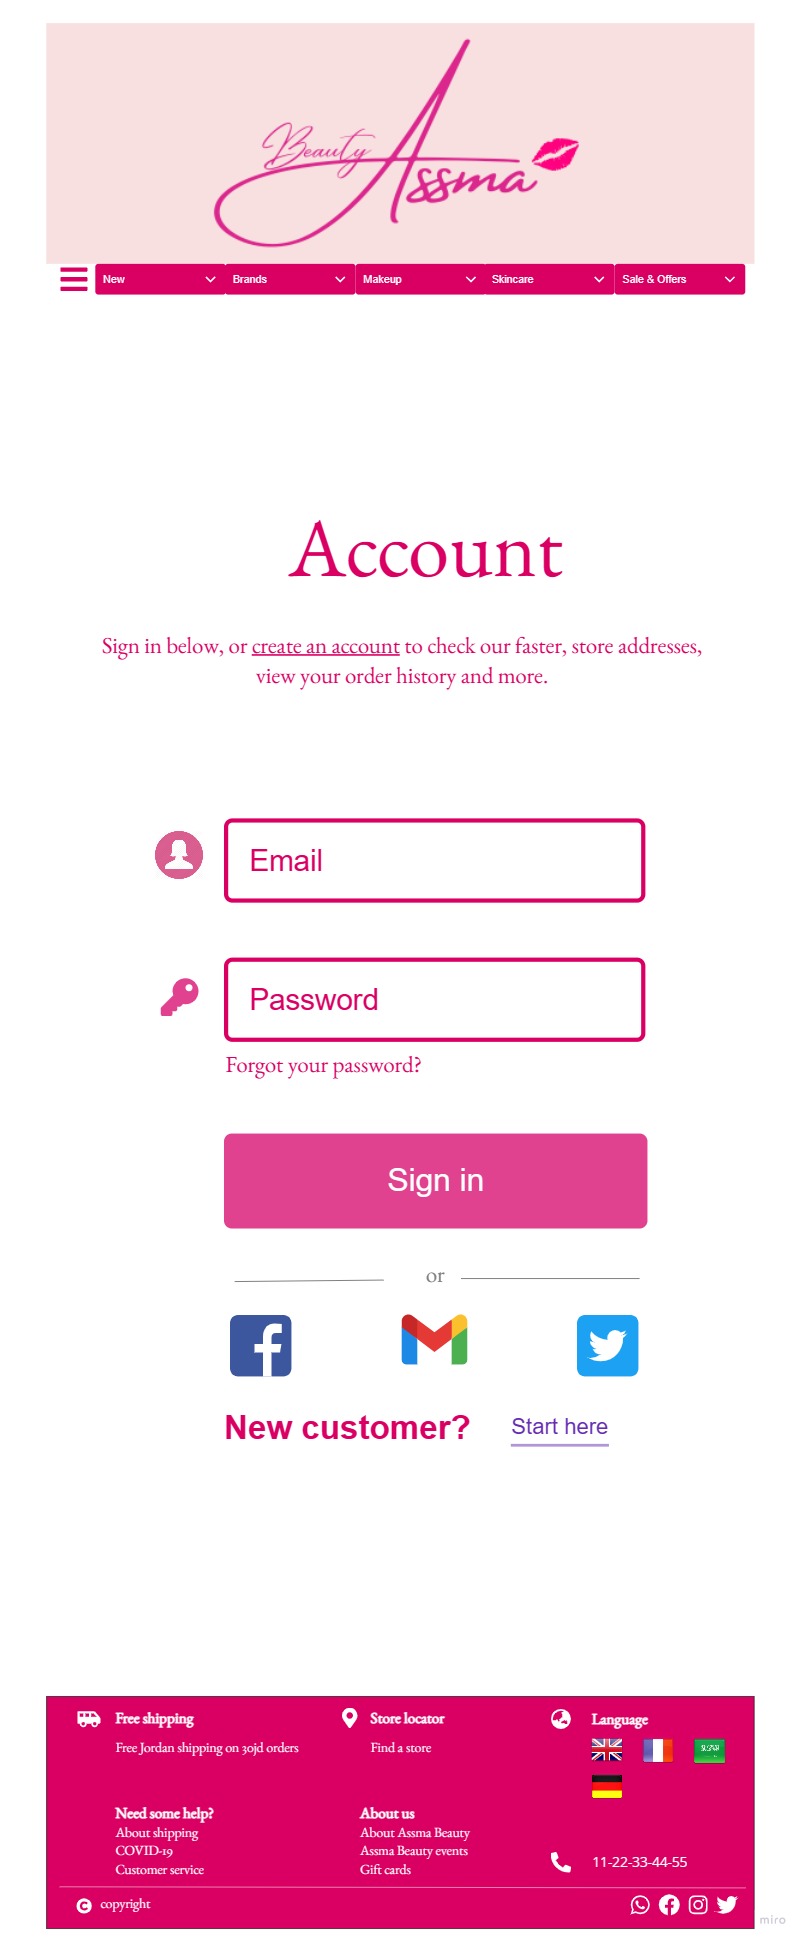 Beauty Assma
New Brands Makeup Skincare Sale & Offers
Account
Sign in below, or create an account to check our faster, store addresses,
view your order history and more.
Email
Password
Forgot your password?
Sign in
or
New customer? Start here
Free shipping
Free Jordan shipping on 30jd orders
Store locator
Find a store
Language
Need some help?
About shipping
COVID-19
Customer service
About us
About Assma Beauty
Assma Beauty events
Gift cards
11-22-33-44-55
copyright
miro